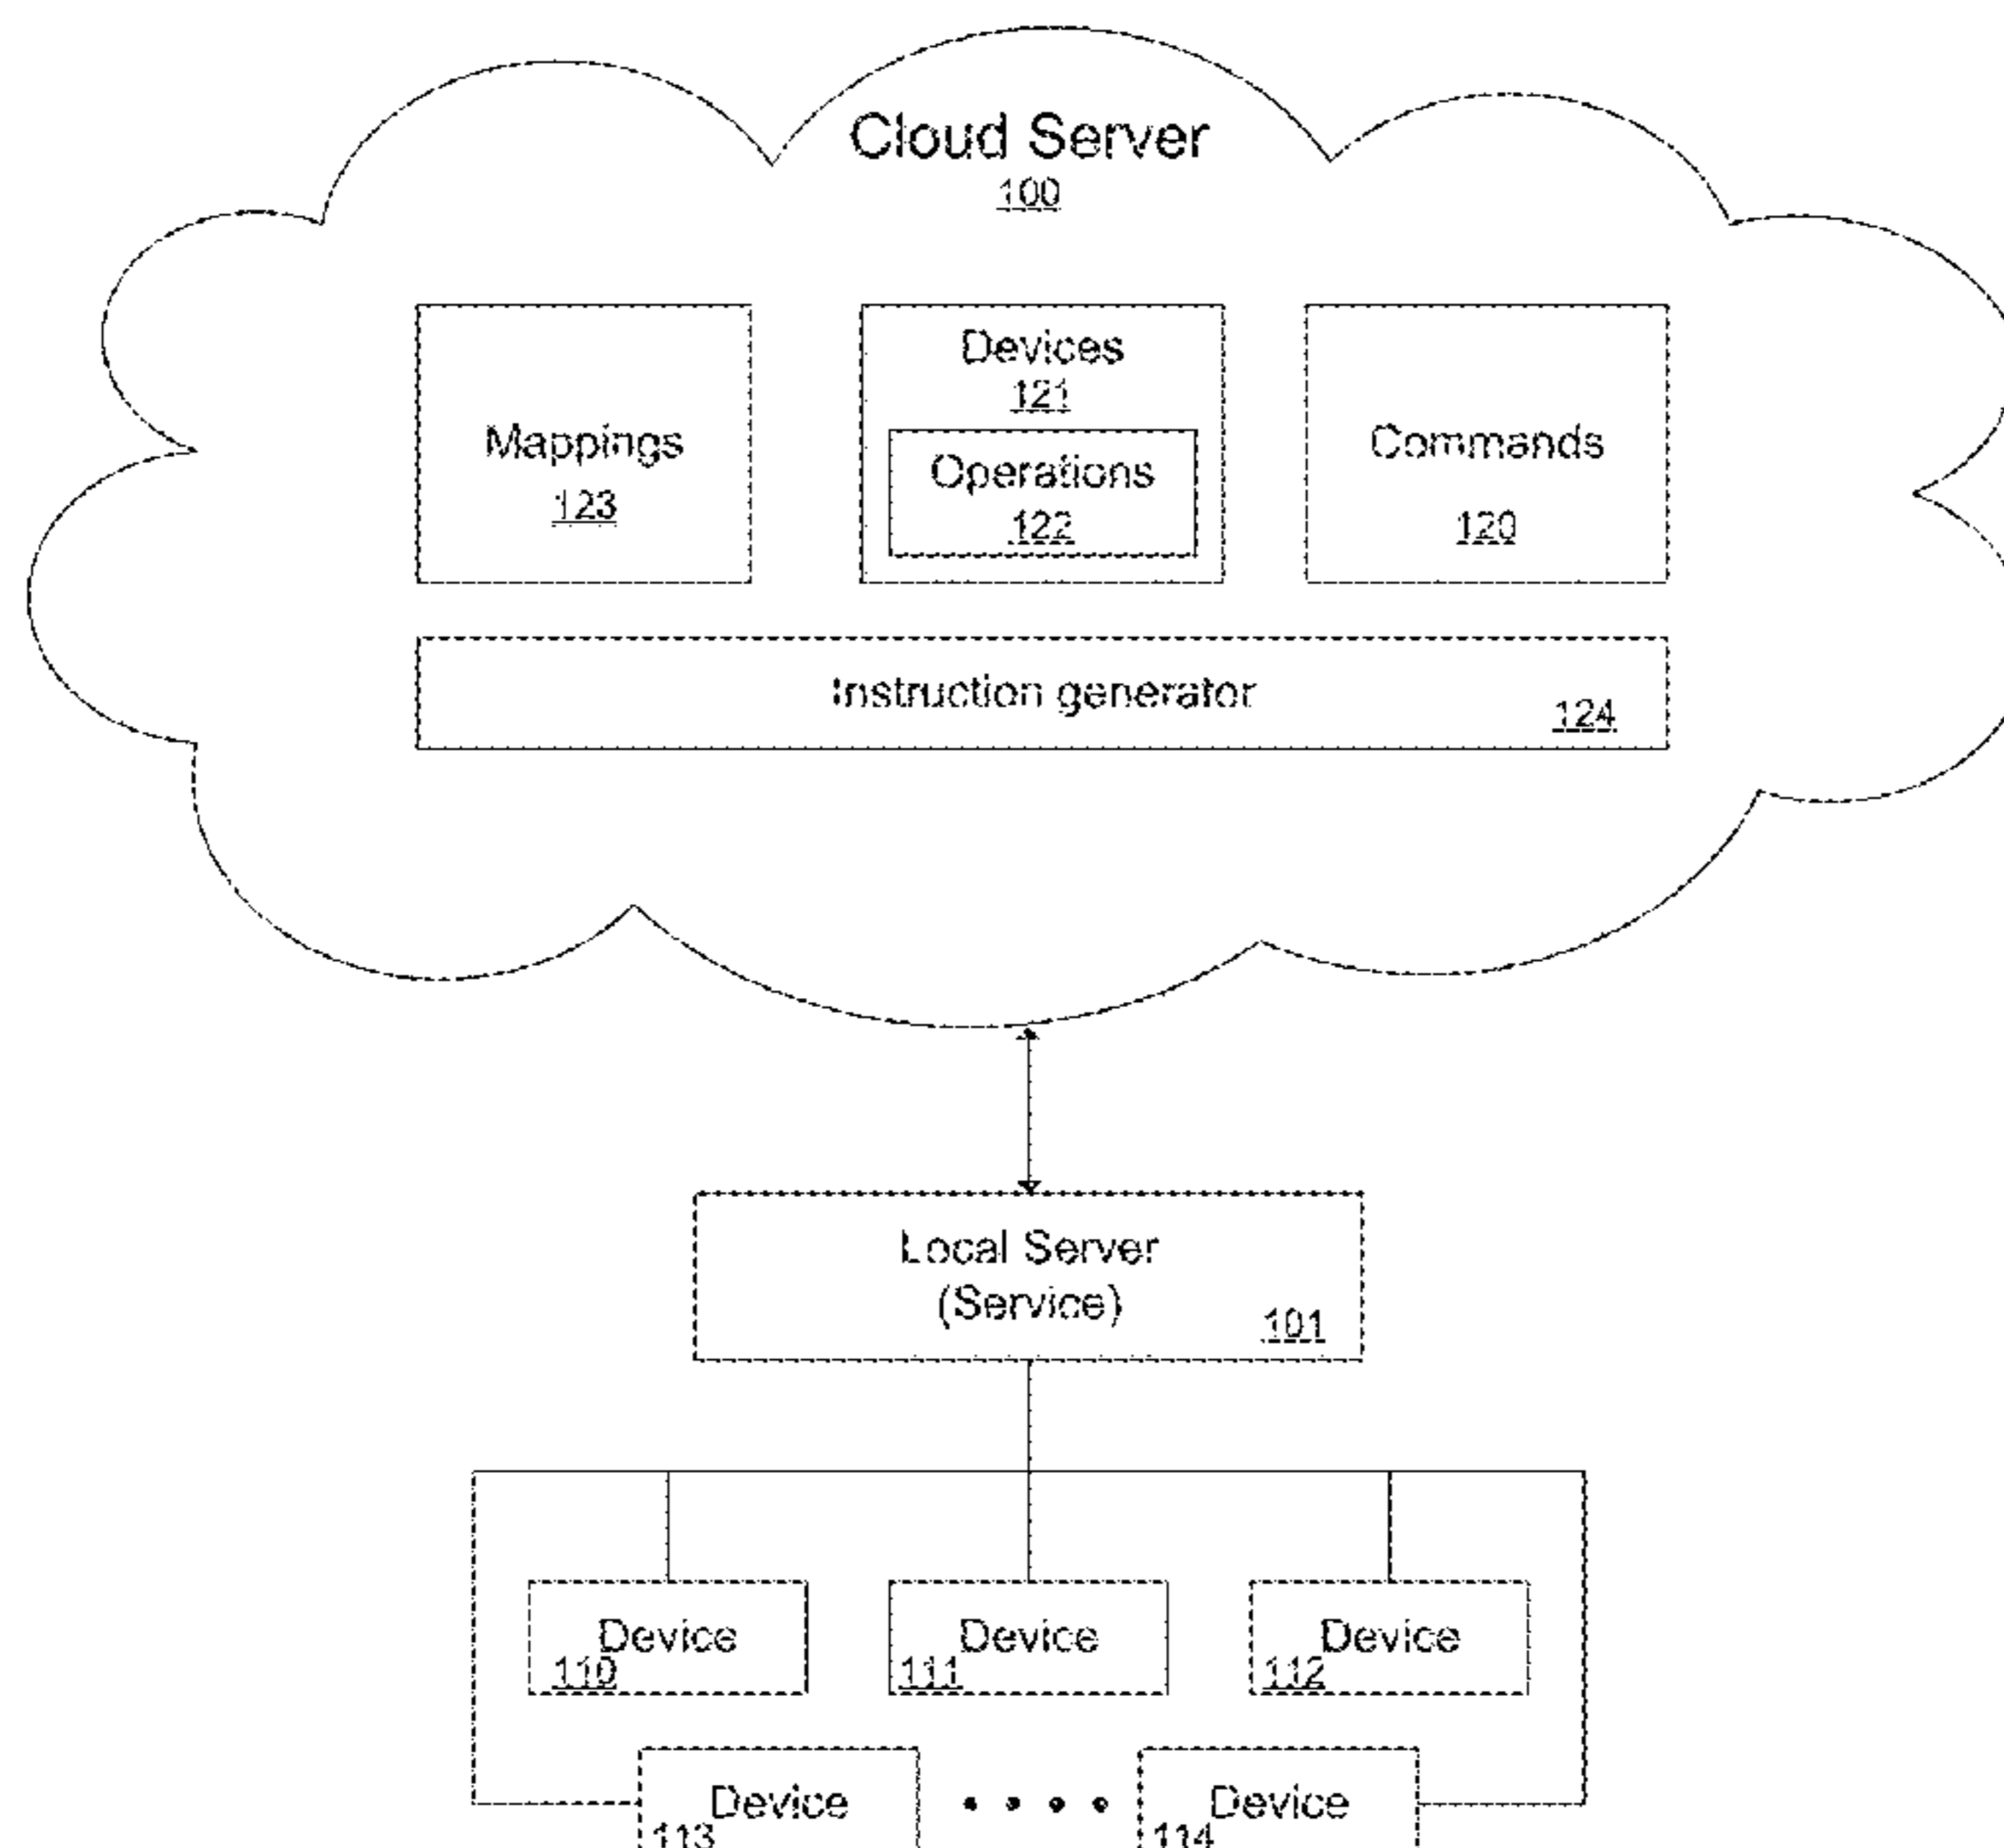 Cloud Server
100
Mappings
123
Devices
121
Operations
122
Commands
120
Instruction generator
124
Local Server
(Service)
101
Device
110
Device
111
Device
112
Device
113
Device
114